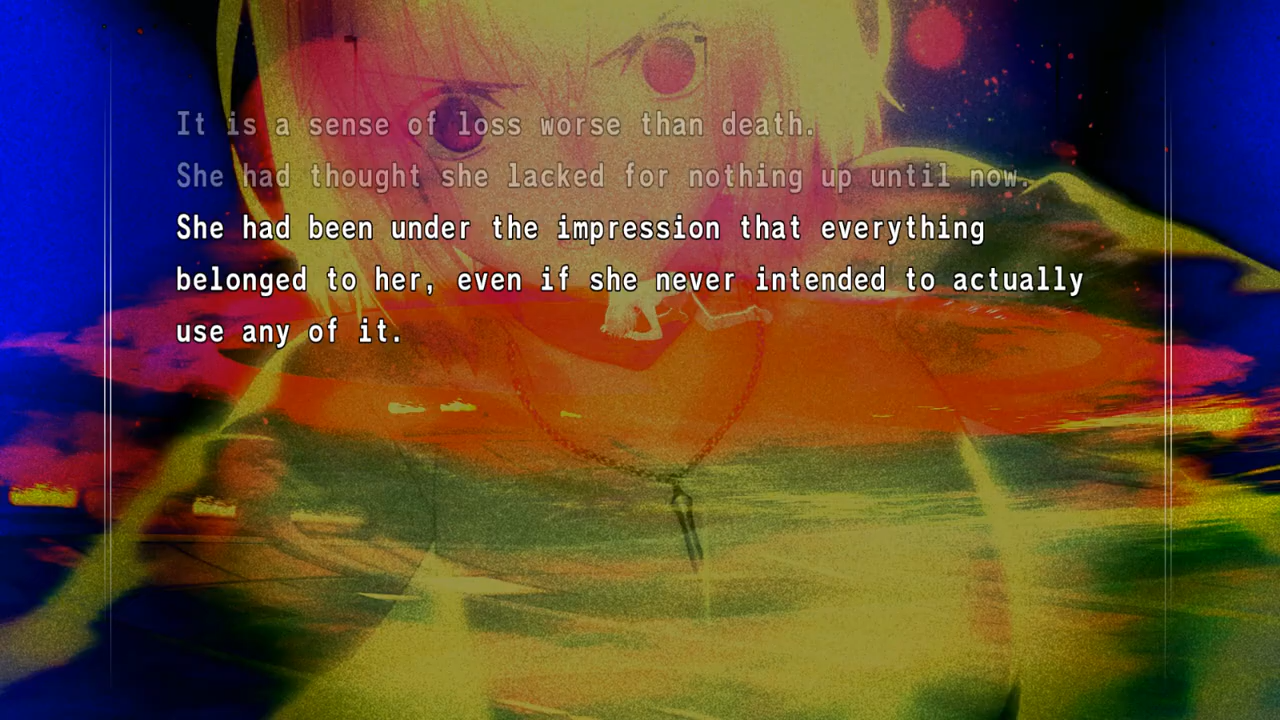 It is a sense of loss worse than death.
She had thought she lacked for nothing up until now.
She had been under the impression that everything
belonged to her, even if she never intended to actually
use any of it.